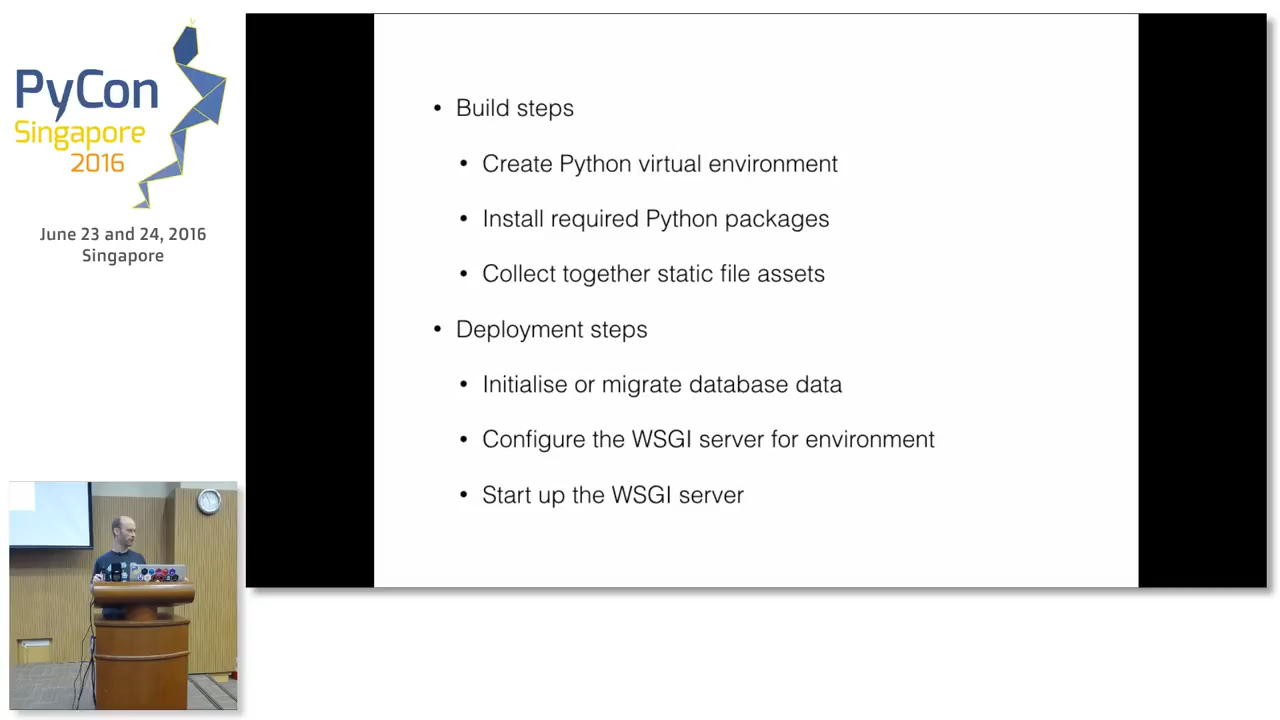 PyCon
Singapore
2016
June 23 and 24, 2016
Singapore
• Build steps
• Create Python virtual environment
• Install required Python packages
• Collect together static file assets
• Deployment steps
• Initialise or migrate database data
• Configure the WSGI server for environment
• Start up the WSGI server